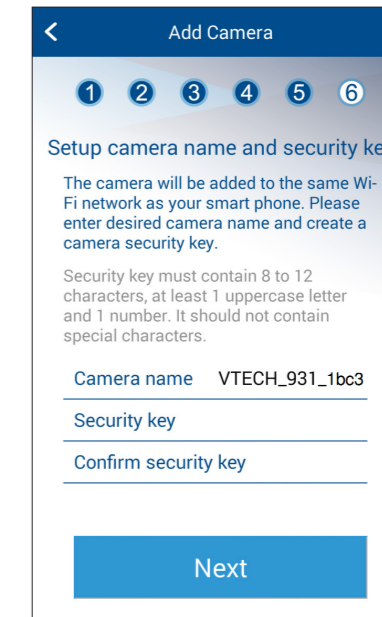 Add Camera
1 2 3 4 5 6
Setup camera name and security ke
The camera will be added to the same Wi-
Fi network as your smart phone. Please
enter desired camera name and create a
camera security key.
Security key must contain 8 to 12
characters, at least 1 uppercase letter
and 1 number. It should not contain
special characters.
Camera name VTECH_931_1bc3
Security key
Confirm security key
Next